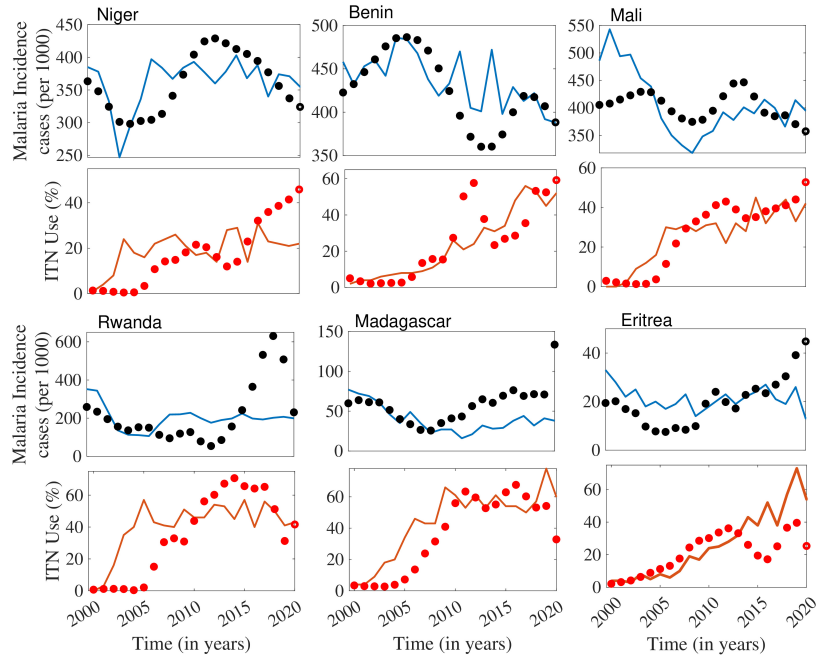 Niger
Benin
Mali
Malaria Incidence
cases (per 1000)
450
400
350
300
250
500
450
400
350
550
500
450
400
350
ITN Use (%)
60
40
20
0
60
40
20
0
60
40
20
0
Rwanda
Madagascar
Eritrea
Malaria Incidence
cases (per 1000)
600
400
200
0
150
100
50
0
40
20
0
ITN Use (%)
60
40
20
0
60
40
20
0
60
40
20
0
2000 2005 2010 2015 2020
2000 2005 2010 2015 2020
2000 2005 2010 2015 2020
Time (in years)
Time (in years)
Time (in years)